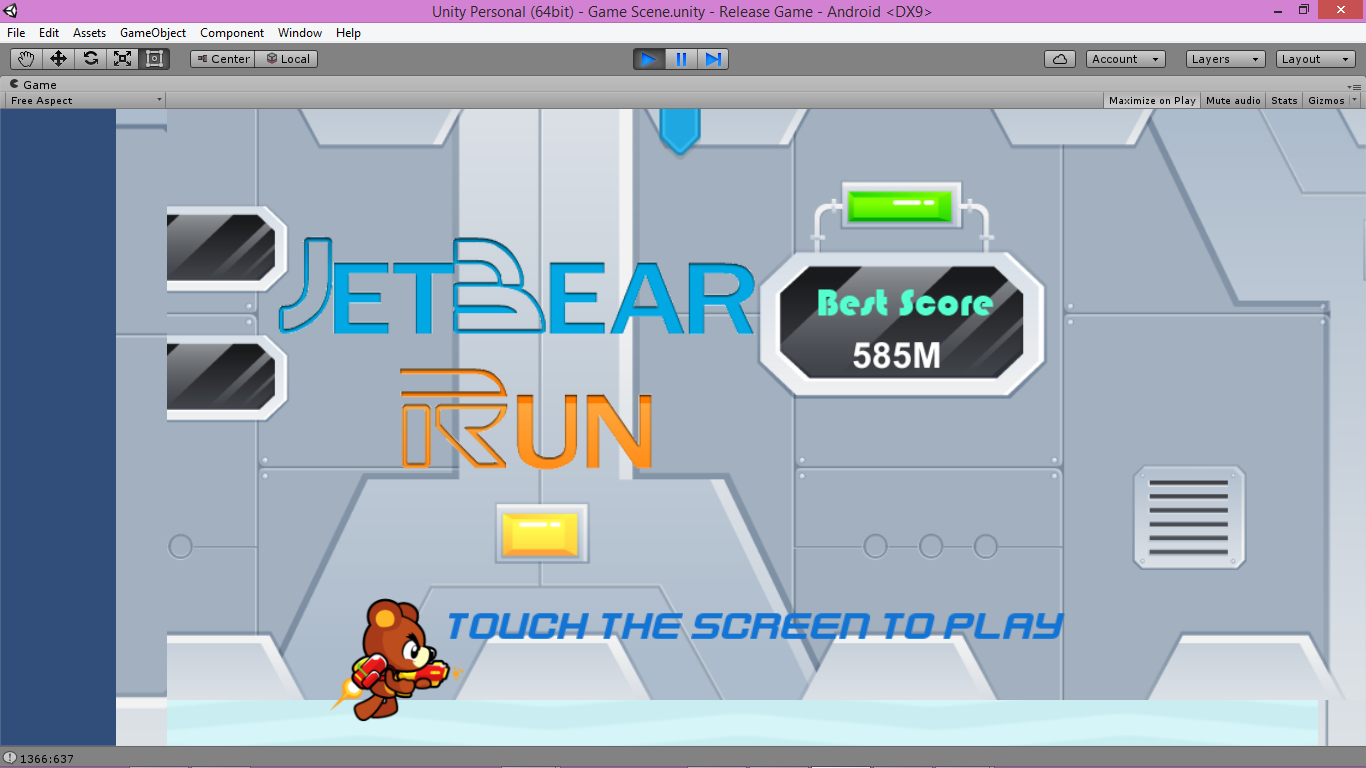 Unity Personal (64bit) - Game Scene.unity - Release Game - Android <DX9>
File Edit Assets GameObject Component Window Help
Center Local Account Layers Layout
Game
Free Aspect Maximize on Play Mute audio Stats Gizmos
JETBEAR
RUN
Best Score
585M
TOUCH THE SCREEN TO PLAY
1366:637